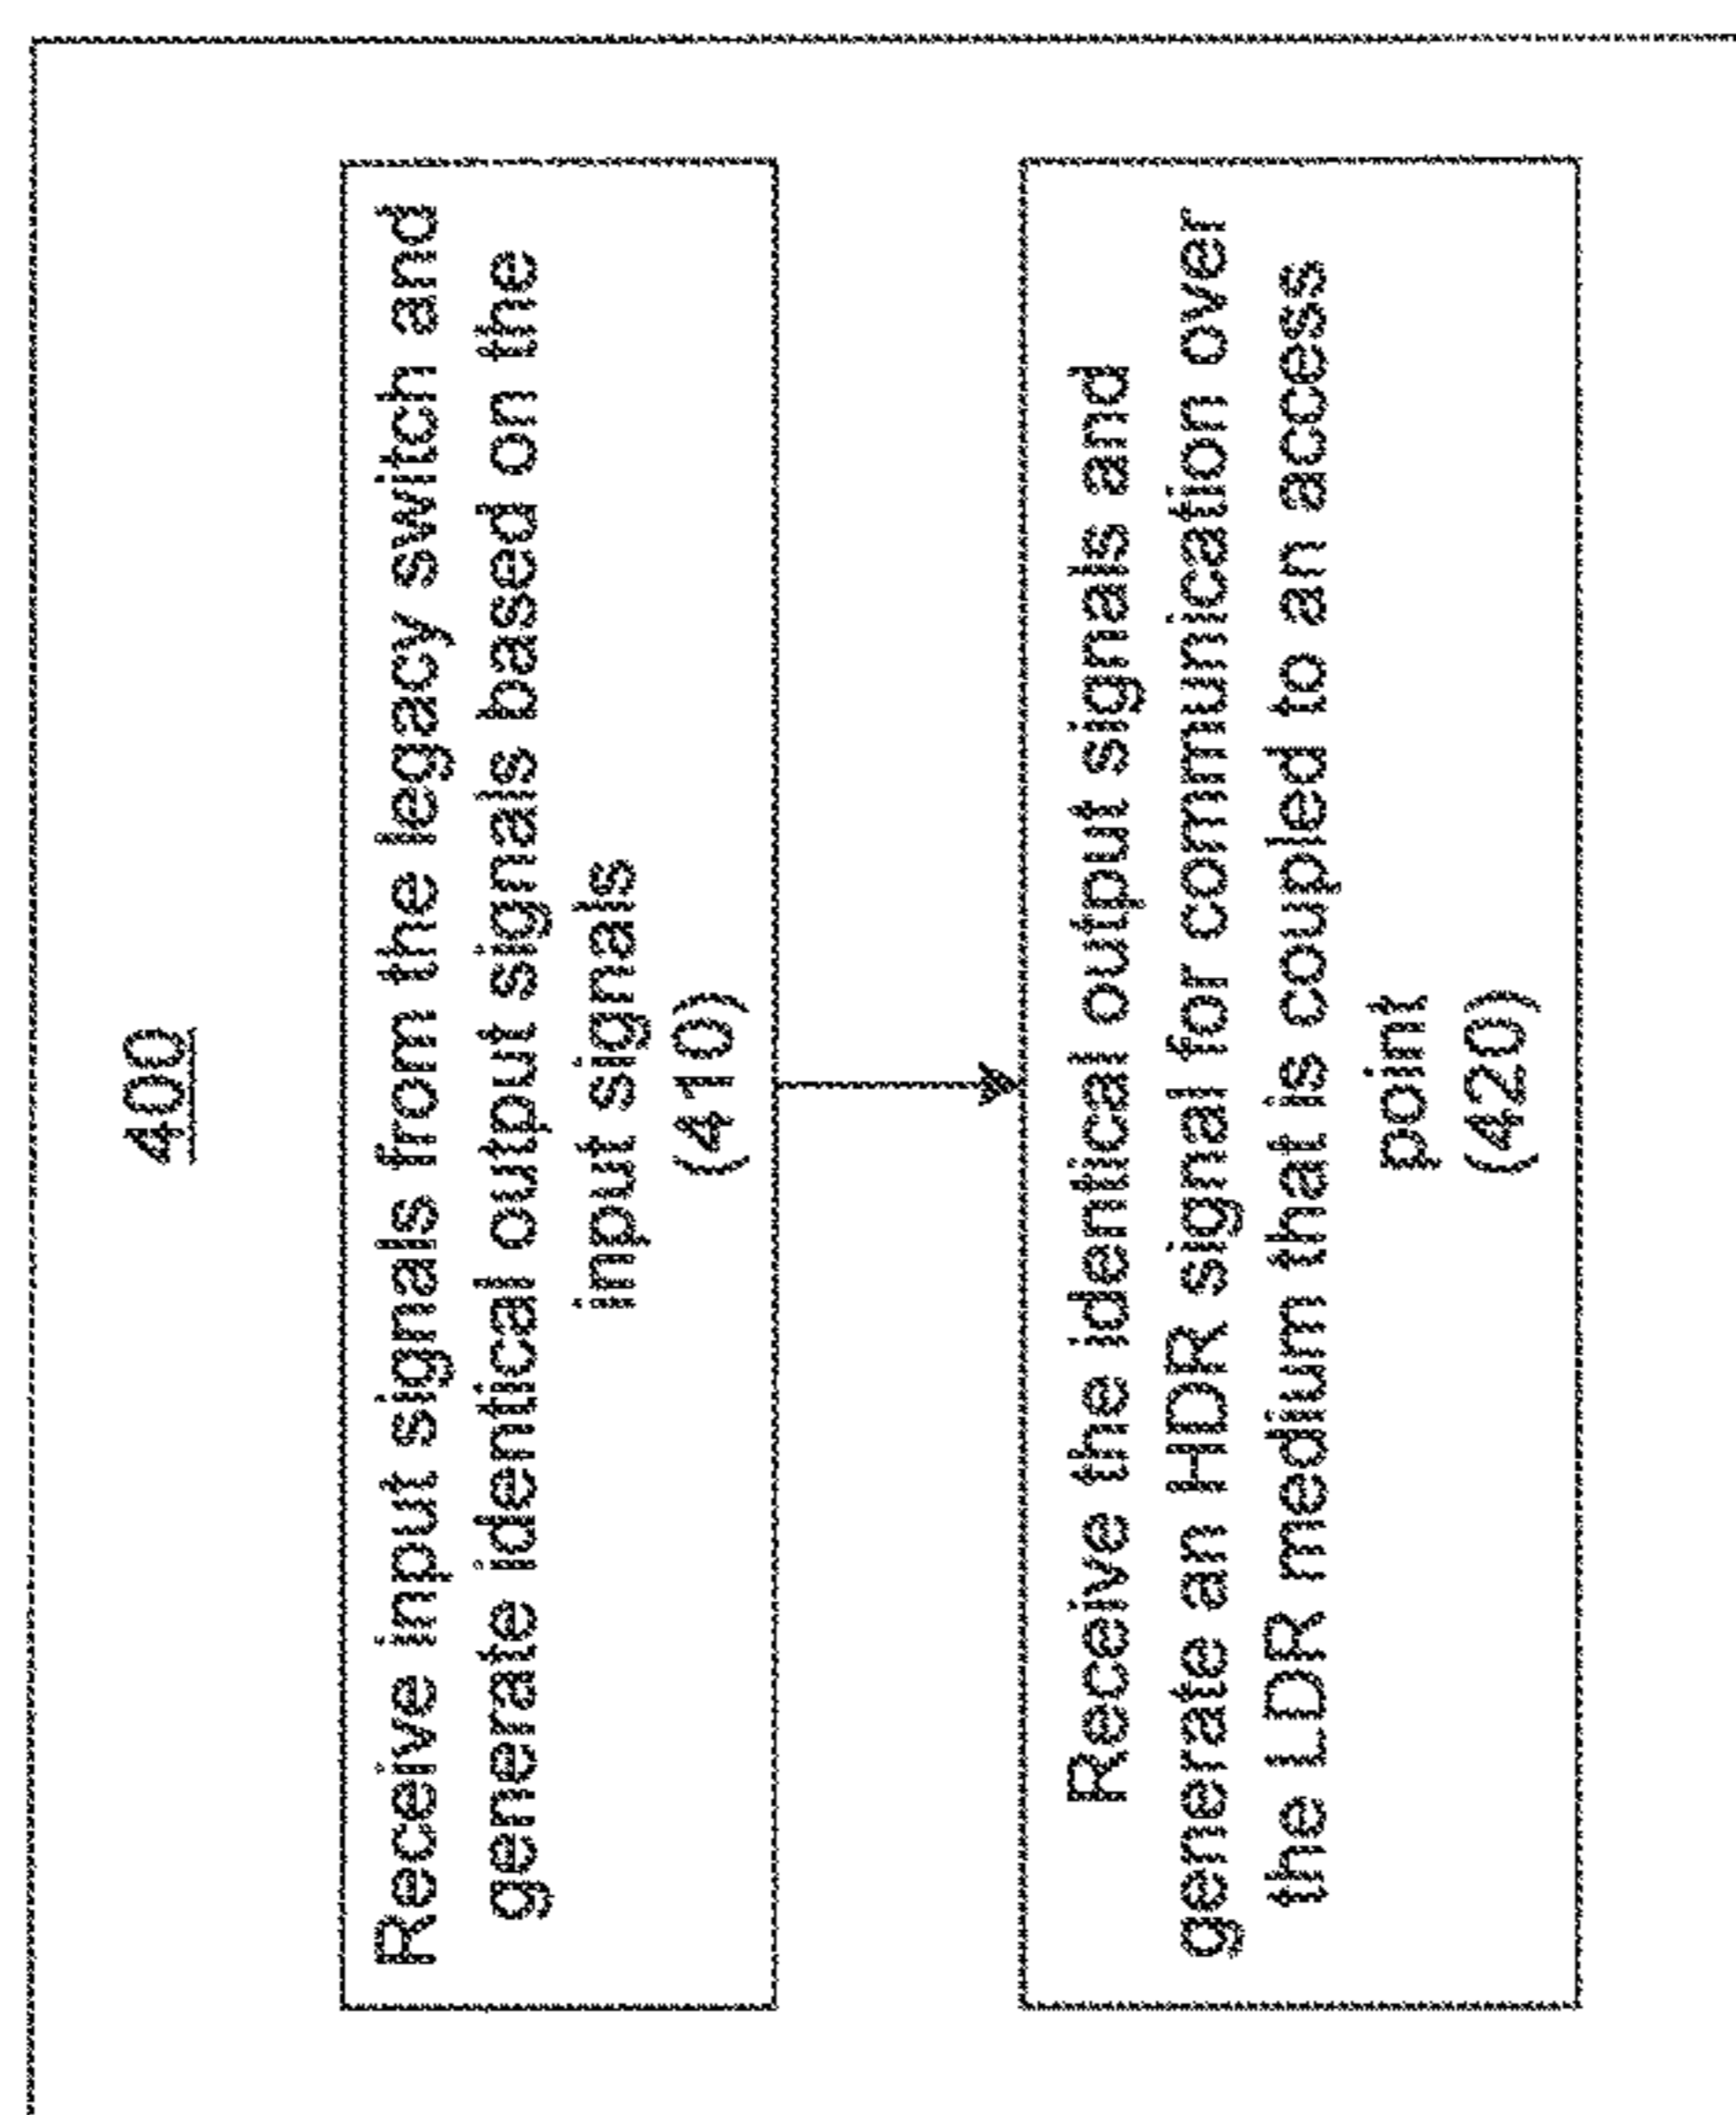 400
Receive input signals from the legacy switch and
generate identical output signals based on the
input signals
(410)
Receive the identical output signals and
generate an HDR signal for communication over
the LDR medium that is coupled to an access
point
(420)